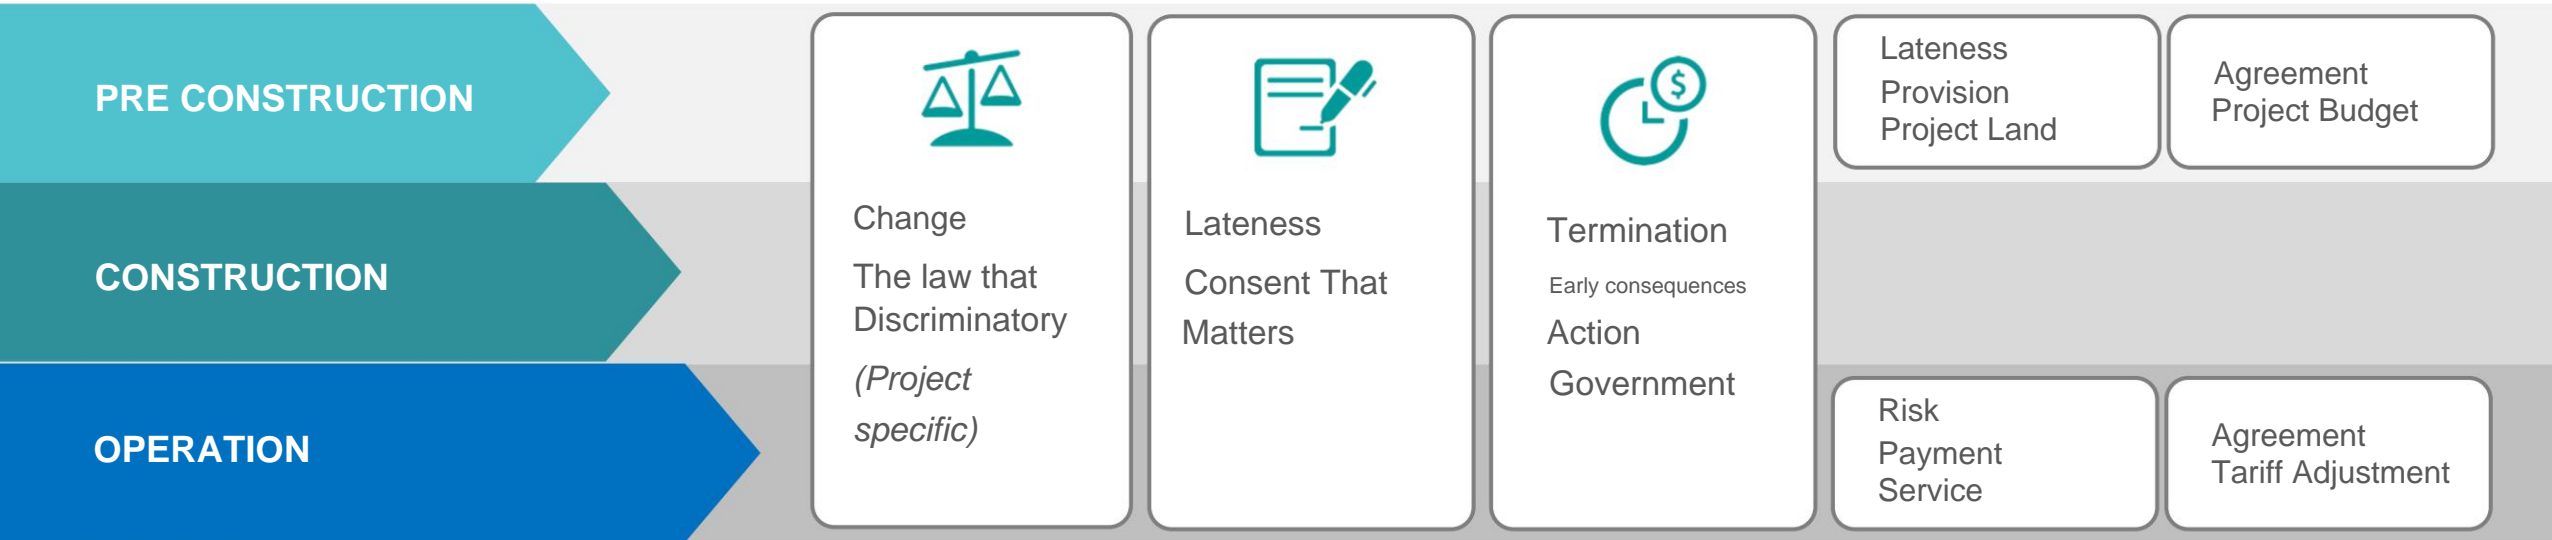 PRE CONSTRUCTION
CONSTRUCTION
OPERATION
Change
The law that
Discriminatory
(Project
specific)
Lateness
Consent That
Matters
$
Termination
Early consequences
Action
Government
Lateness
Provision
Project Land
Agreement
Project Budget
Risk
Payment
Service
Agreement
Tariff Adjustment